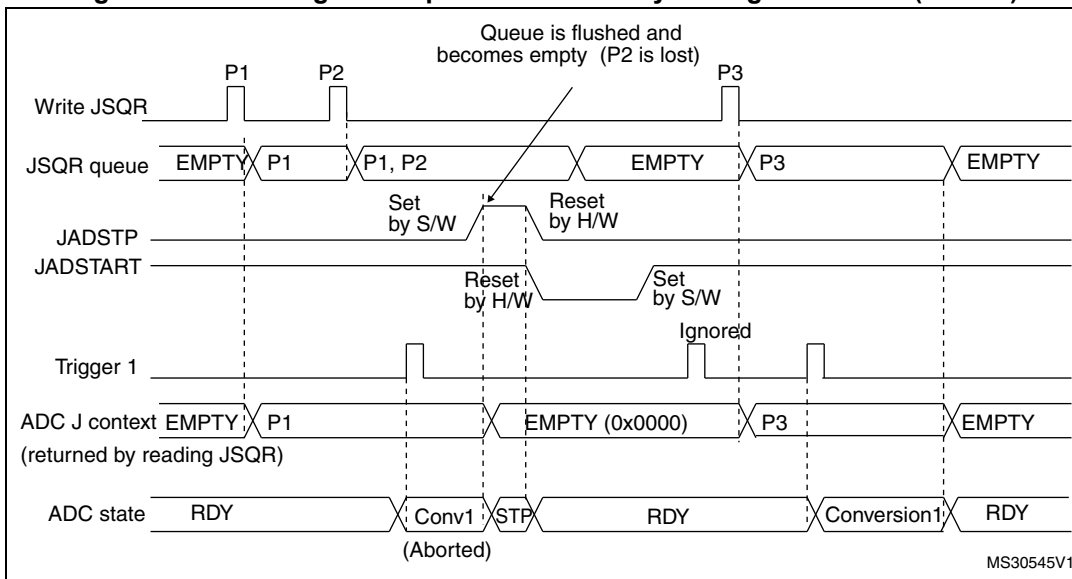 Queue is flushed and
becomes empty (P2 is lost)
P1
P2
P3
Write JSQR
JSQR queue
EMPTY
P1
P1, P2
EMPTY
P3
EMPTY
Set
by S/W
Reset
by H/W
JADSTP
JADSTART
Reset
by H/W
Set
by S/W
Ignored
Trigger 1
ADC J context
EMPTY
P1
EMPTY (0x0000)
P3
EMPTY
(returned by reading JSQR)
ADC state
RDY
Conv1
STP
RDY
Conversion1
RDY
(Aborted)
MS30545V1